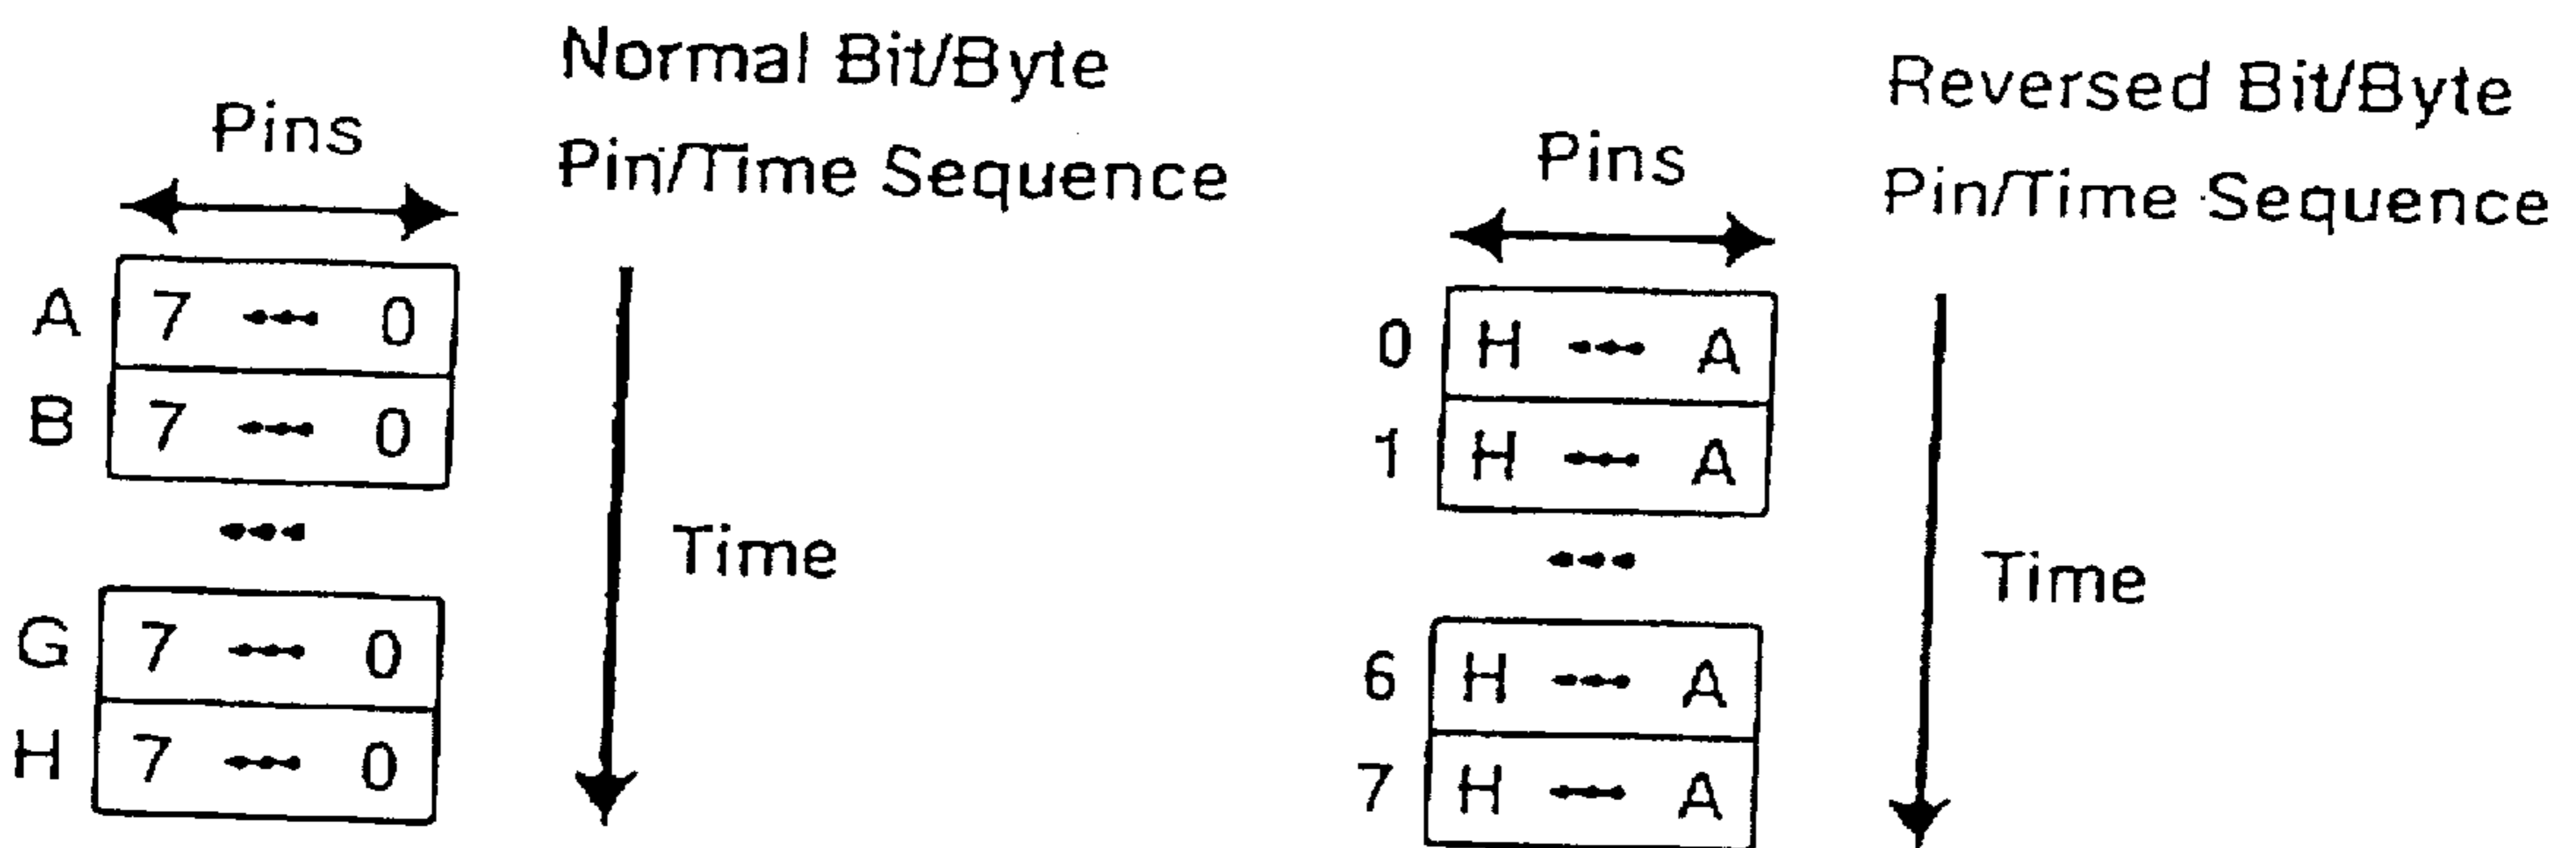 Normal Bit/Byte
Pin/Time Sequence
Pins
A 7 ••• 0
B 7 ••• 0
•••
G 7 ••• 0
H 7 ••• 0
Time
Reversed Bit/Byte
Pin/Time Sequence
Pins
0 H ••• A
1 H ••• A
•••
6 H ••• A
7 H ••• A
Time